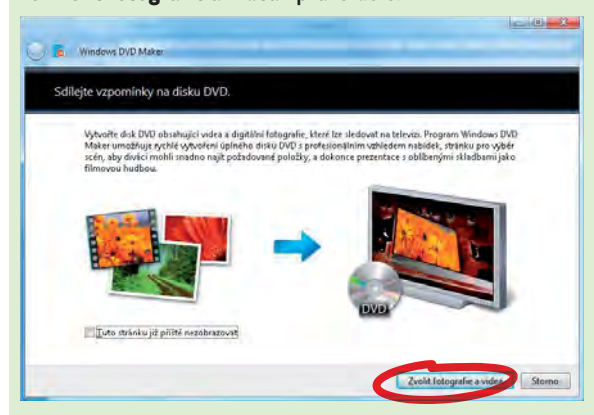 Windows DVD Maker
Sdílejte vzpomínky na disku DVD.
Vytvořte disk DVD obsahující videa a digitální fotografie, které lze sledovat na televizi. Program Windows DVD
Maker umožňuje rychlé vytvoření úplného disku DVD s profesionálním vzhledem nabídek, stránku pro výběr
scén, aby diváci mohli snadno najít požadované položky, a dokonce prezentace s oblíbenými skladbami jako
filmovou hudbou.
DVD
Tuto stránku již příště nezobrazovat
Zvolit fotografie a videa
Storno